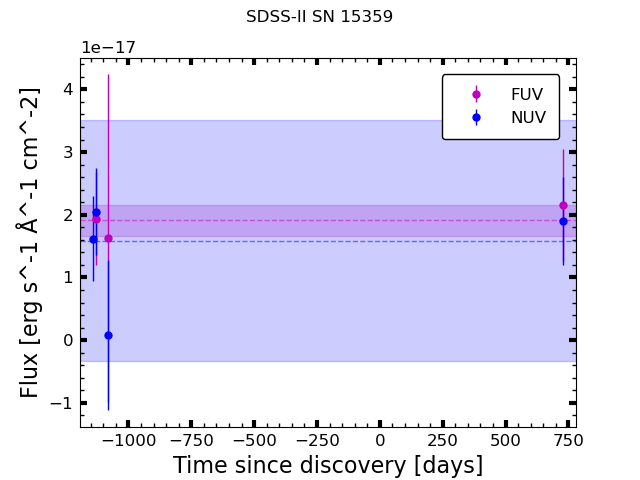 SDSS-II SN 15359
1e−17
FUV
NUV
4
3
2
1
0
−1
Flux [erg s^-1 Å^-1 cm^-2]
−1000 −750 −500 −250 0 250 500 750
Time since discovery [days]